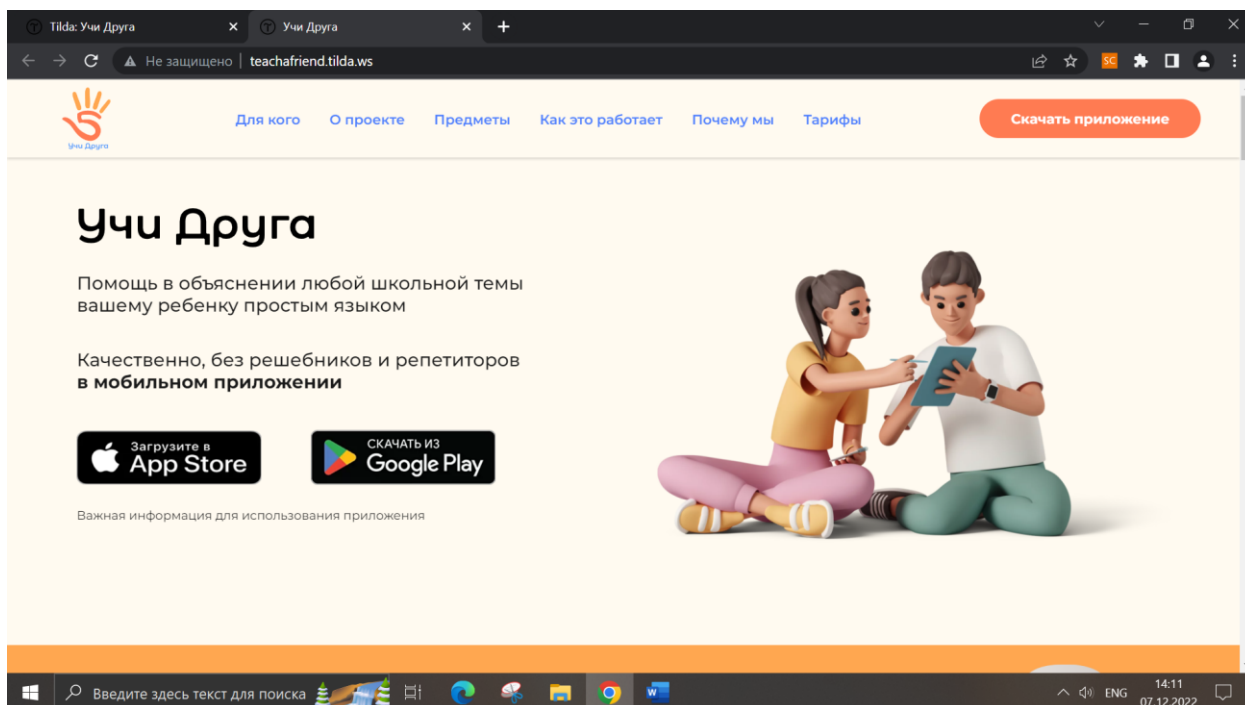 Tilda: Учи Друга
Учи Друга
Не защищено | teachafriend.tilda.ws
SC
5
Учи Друга
Для кого О проекте Предметы Как это работает Почему мы Тарифы
Скачать приложение
Учи Друга
Помощь в объяснении любой школьной темы
вашему ребенку простым языком
Качественно, без решебников и репетиторов
в мобильном приложении
Загрузите в
App Store
СКАЧАТЬ ИЗ
Google Play
Важная информация для использования приложения
Введите здесь текст для поиска
W
ENG
14:11
07.12.2022